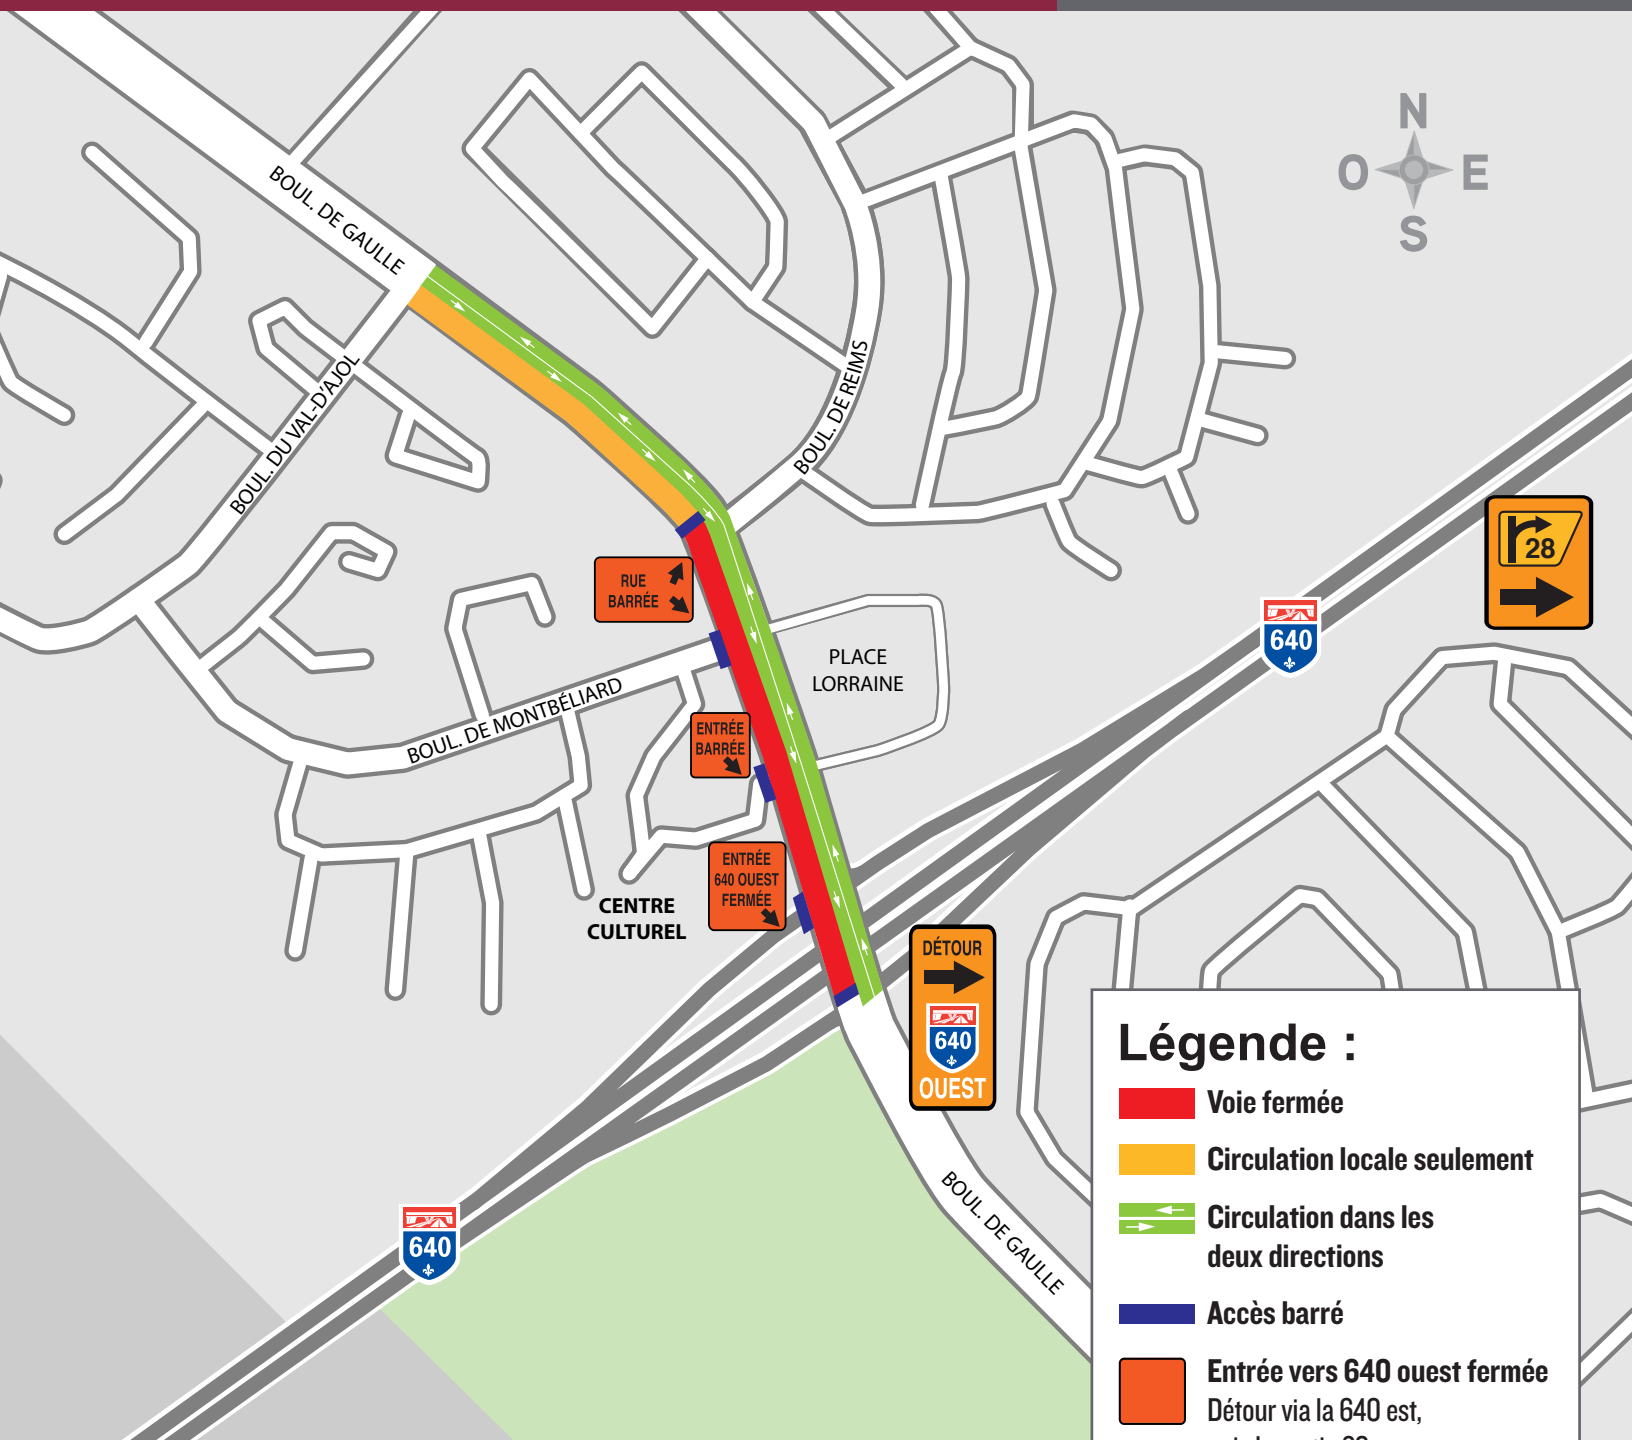 N
O
E
S
BOUL. DE GAULLE
BOUL. DU VAL-D'AJOL
BOUL. DE REIMS
28
RUE
BARRÉE
640
PLACE
LORRAINE
BOUL. DE MONTBÉLIARD
ENTRÉE
BARRÉE
ENTRÉE
640 OUEST
FERMÉE
CENTRE
CULTUREL
DÉTOUR
640
OUEST
BOUL. DE GAULLE
640
Légende :
Voie fermée
Circulation locale seulement
Circulation dans les
deux directions
Accès barré
Entrée vers 640 ouest fermée
Détour via la 640 est,